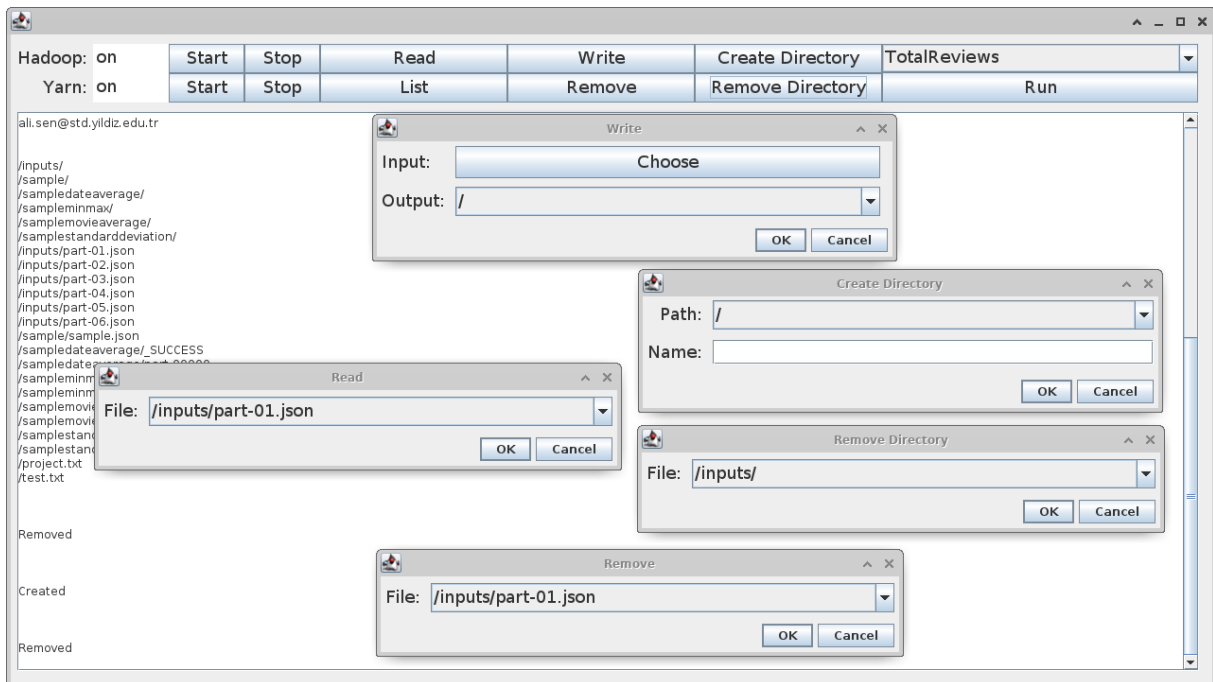 Hadoop: on Start Stop Read Write Create Directory TotalReviews
Yarn: on Start Stop List Remove Remove Directory Run
ali.sen@std.yildiz.edu.tr
/inputs/
/sample/
/sampledateaverage/
/sampleminmax/
/samplemovieaverage/
/samplestandarddeviation/
/inputs/part-01.json
/inputs/part-02.json
/inputs/part-03.json
/inputs/part-04.json
/inputs/part-05.json
/inputs/part-06.json
/sample/sample.json
/sampledateaverage/_SUCCESS
/project.txt
/test.txt
Removed
Created
Removed
Write
Input: Choose
Output: /
OK Cancel
Create Directory
Path: /
Name:
OK Cancel
Read
File: /inputs/part-01.json
OK Cancel
Remove Directory
File: /inputs/
OK Cancel
Remove
File: /inputs/part-01.json
OK Cancel